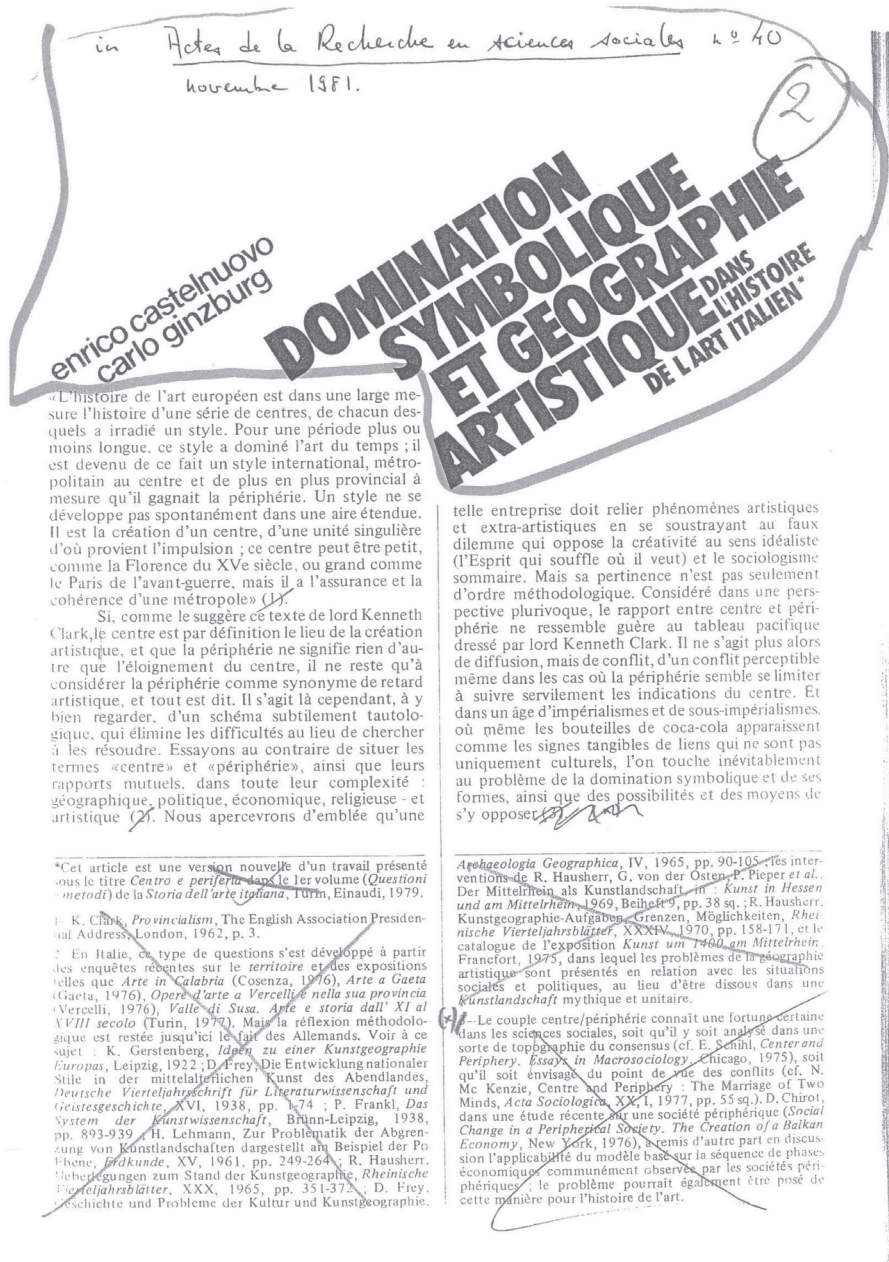 in Actes de la Recherche en sciences sociales nº 40
novembre 1981.
2
enrico castelnuovo
carlo ginzburg
DOMINATION
SYMBOLIQUE
ET GEOGRAPHIE
ARTISTIQUE DANS
L'HISTOIRE
DE L'ART ITALIEN*
«L'histoire de l'art européen est dans une large me-
sure l'histoire d'une série de centres, de chacun des-
quels a irradié un style. Pour une période plus ou
moins longue, ce style a dominé l'art du temps ; il
est devenu de ce fait un style international, métro-
politain au centre et de plus en plus provincial à
mesure qu'il gagnait la périphérie. Un style ne se
développe pas spontanément dans une aire étendue.
Il est la création d'un centre, d'une unité singulière
d'où provient l'impulsion ; ce centre peut être petit,
comme la Florence du XVe siècle, ou grand comme
le Paris de l'avant-guerre, mais il a l'assurance et la
cohérence d'une métropole» (1).
Si, comme le suggère ce texte de lord Kenneth
Clark,le centre est par définition le lieu de la création
artistique, et que la périphérie ne signifie rien d'au-
tre que l'éloignement du centre, il ne reste qu'à
considérer la périphérie comme synonyme de retard
artistique, et tout est dit. Il s'agit là cependant, à y
bien regarder, d'un schéma subtilement tautolo-
gique, qui élimine les difficultés au lieu de chercher
à les résoudre. Essayons au contraire de situer les
termes «centre» et «périphérie», ainsi que leurs
rapports mutuels, dans toute leur complexité :
géographique, politique, économique, religieuse - et
artistique (2). Nous apercevrons d'emblée qu'une
telle entreprise doit relier phénomènes artistiques
et extra-artistiques en se soustrayant au faux
dilemme qui oppose la créativité au sens idéaliste
(l'Esprit qui souffle où il veut) et le sociologisme
sommaire. Mais sa pertinence n'est pas seulement
d'ordre méthodologique. Considéré dans une pers-
pective plurivoque, le rapport entre centre et péri-
phérie ne ressemble guère au tableau pacifique
dressé par lord Kenneth Clark. Il ne s'agit plus alors
de diffusion, mais de conflit, d'un conflit perceptible
même dans les cas où la périphérie semble se limiter
à suivre servilement les indications du centre. Et
dans un âge d'impérialismes et de sous-impérialismes,
où même les bouteilles de coca-cola apparaissent
comme les signes tangibles de liens qui ne sont pas
uniquement culturels, l'on touche inévitablement
au problème de la domination symbolique et de ses
formes, ainsi que des possibilités et des moyens de
s'y opposer
*Cet article est une version nouvelle d'un travail présenté
sous le titre Centro e periferia dans le 1er volume (Questioni
e metodi) de la Storia dell'arte italiana, Turin, Einaudi, 1979.
1 K. Clark, Provincialism, The English Association Presiden-
tial Address, London, 1962, p. 3.
2 En Italie, ce type de questions s'est développé à partir
des enquêtes récentes sur le territoire et des expositions
telles que Arte in Calabria (Cosenza, 1976), Arte a Gaeta
(Gaeta, 1976), Opere d'arte a Vercelli e nella sua provincia
(Vercelli, 1976), Valle di Susa. Arte e storia dall' XI al
XVIII secolo (Turin, 1977). Mais la réflexion méthodolo-
gique est restée jusqu'ici le fait des Allemands. Voir à ce
sujet : K. Gerstenberg, Ideen zu einer Kunstgeographie
Europas, Leipzig, 1922 ; D. Frey, Die Entwicklung nationaler
Stile in der mittelalterlichen Kunst des Abendlandes,
Deutsche Vierteljahrschrift für Literaturwissenschaft und
Geistesgeschichte, XVI, 1938, pp. 1-74 ; P. Frankl, Das
System der Kunstwissenschaft, Brünn-Leipzig, 1938,
pp. 893-939 ; H. Lehmann, Zur Problematik der Abgren-
zung von Kunstlandschaften dargestellt am Beispiel der Po
Ebene, Erdkunde, XV, 1961, pp. 249-264 ; R. Hausherr,
Ueberlegungen zum Stand der Kunstgeographie, Rheinische
Vierteljahrsblätter, XXX, 1965, pp. 351-372 ; D. Frey,
Geschichte und Probleme der Kultur und Kunstgeographie,
Archaeologia Geographica, IV, 1965, pp. 90-105 ; les inter-
ventions de R. Hausherr, G. von der Osten, P. Pieper et al.,
Der Mittelrhein als Kunstlandschaft, in : Kunst in Hessen
und am Mittelrhein, 1969, Beiheft 9, pp. 38 sq. ; R. Hausherr,
Kunstgeographie-Aufgaben, Grenzen, Möglichkeiten, Rhei-
nische Vierteljahrsblätter, XXXIV, 1970, pp. 158-171, et le
catalogue de l'exposition Kunst um 1400 am Mittelrhein,
Francfort, 1975, dans lequel les problèmes de la géographie
artistique sont présentés en relation avec les situations
sociales et politiques, au lieu d'être dissous dans une
Kunstlandschaft mythique et unitaire.
—Le couple centre/périphérie connaît une fortune certaine
dans les sciences sociales, soit qu'il y soit analysé dans une
sorte de topographie du consensus (cf. E. Schihl, Center and
Periphery. Essays in Macrosociology, Chicago, 1975), soit
qu'il soit envisagé du point de vue des conflits (cf. N.
Mc Kenzie, Centre and Periphery : The Marriage of Two
Minds, Acta Sociologica, XX, 1, 1977, pp. 55 sq.). D. Chirot,
dans une étude récente sur une société périphérique (Social
Change in a Peripherical Society. The Creation of a Balkan
Economy, New York, 1976), a remis d'autre part en discus-
sion l'applicabilité du modèle basé sur la séquence de phases
économiques communément observée par les sociétés péri-
phériques ; le problème pourrait également être posé de
cette manière pour l'histoire de l'art.